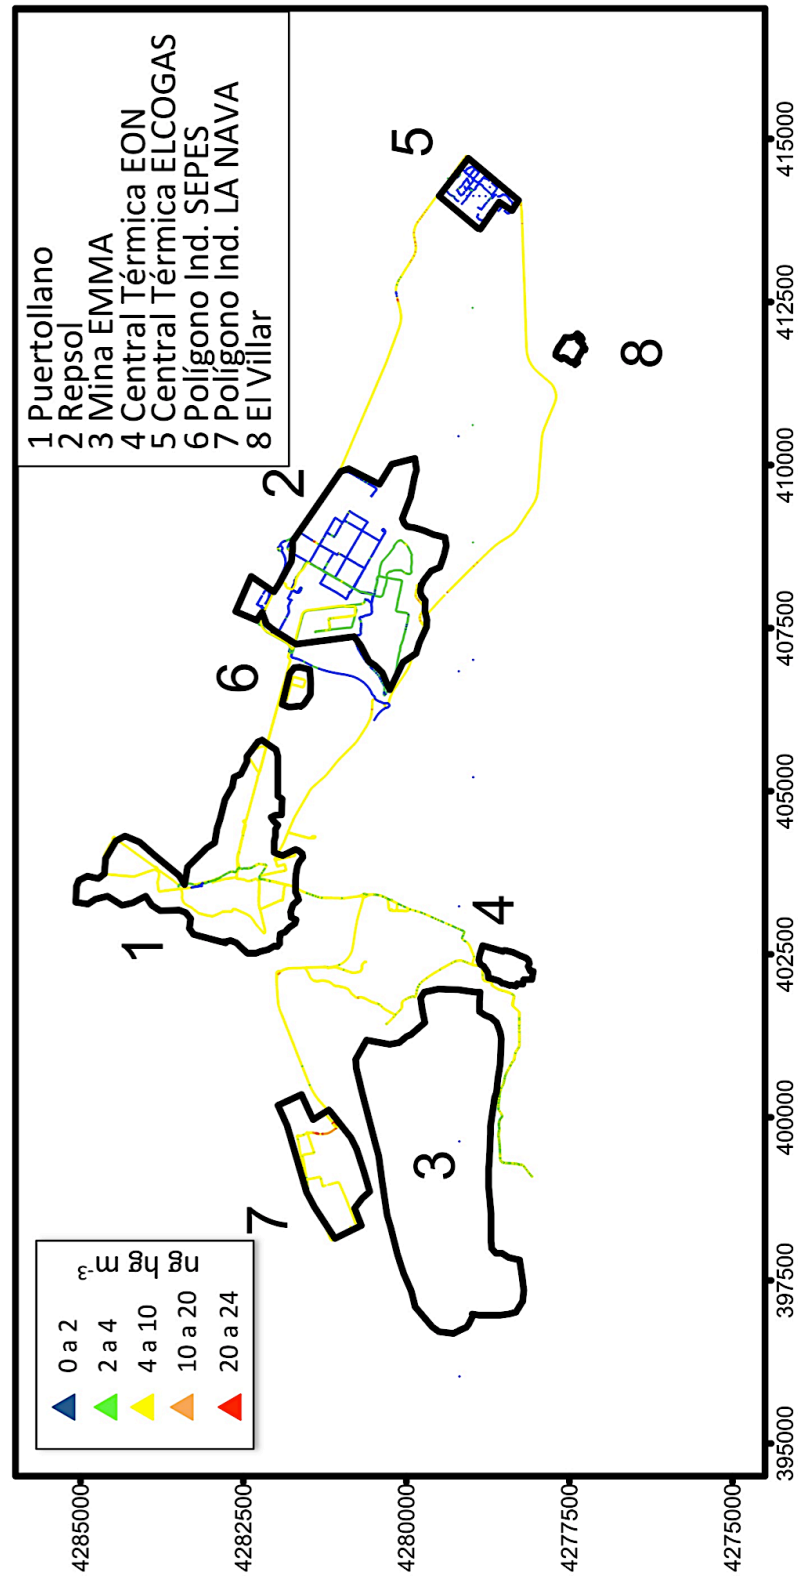 1 Puertollano
2 Repsol
3 Mina EMMA
4 Central Térmica EON
5 Central Térmica ELCOGAS
6 Polígono Ind. SEPES
7 Polígono Ind. LA NAVA
8 El Villar
0 a 2
2 a 4
4 a 10
10 a 20
20 a 24
ng hg m⁻³
1
2
3
4
5
6
7
8
4285000
4282500
4280000
4277500
4275000
395000
397500
400000
402500
405000
407500
410000
412500
415000